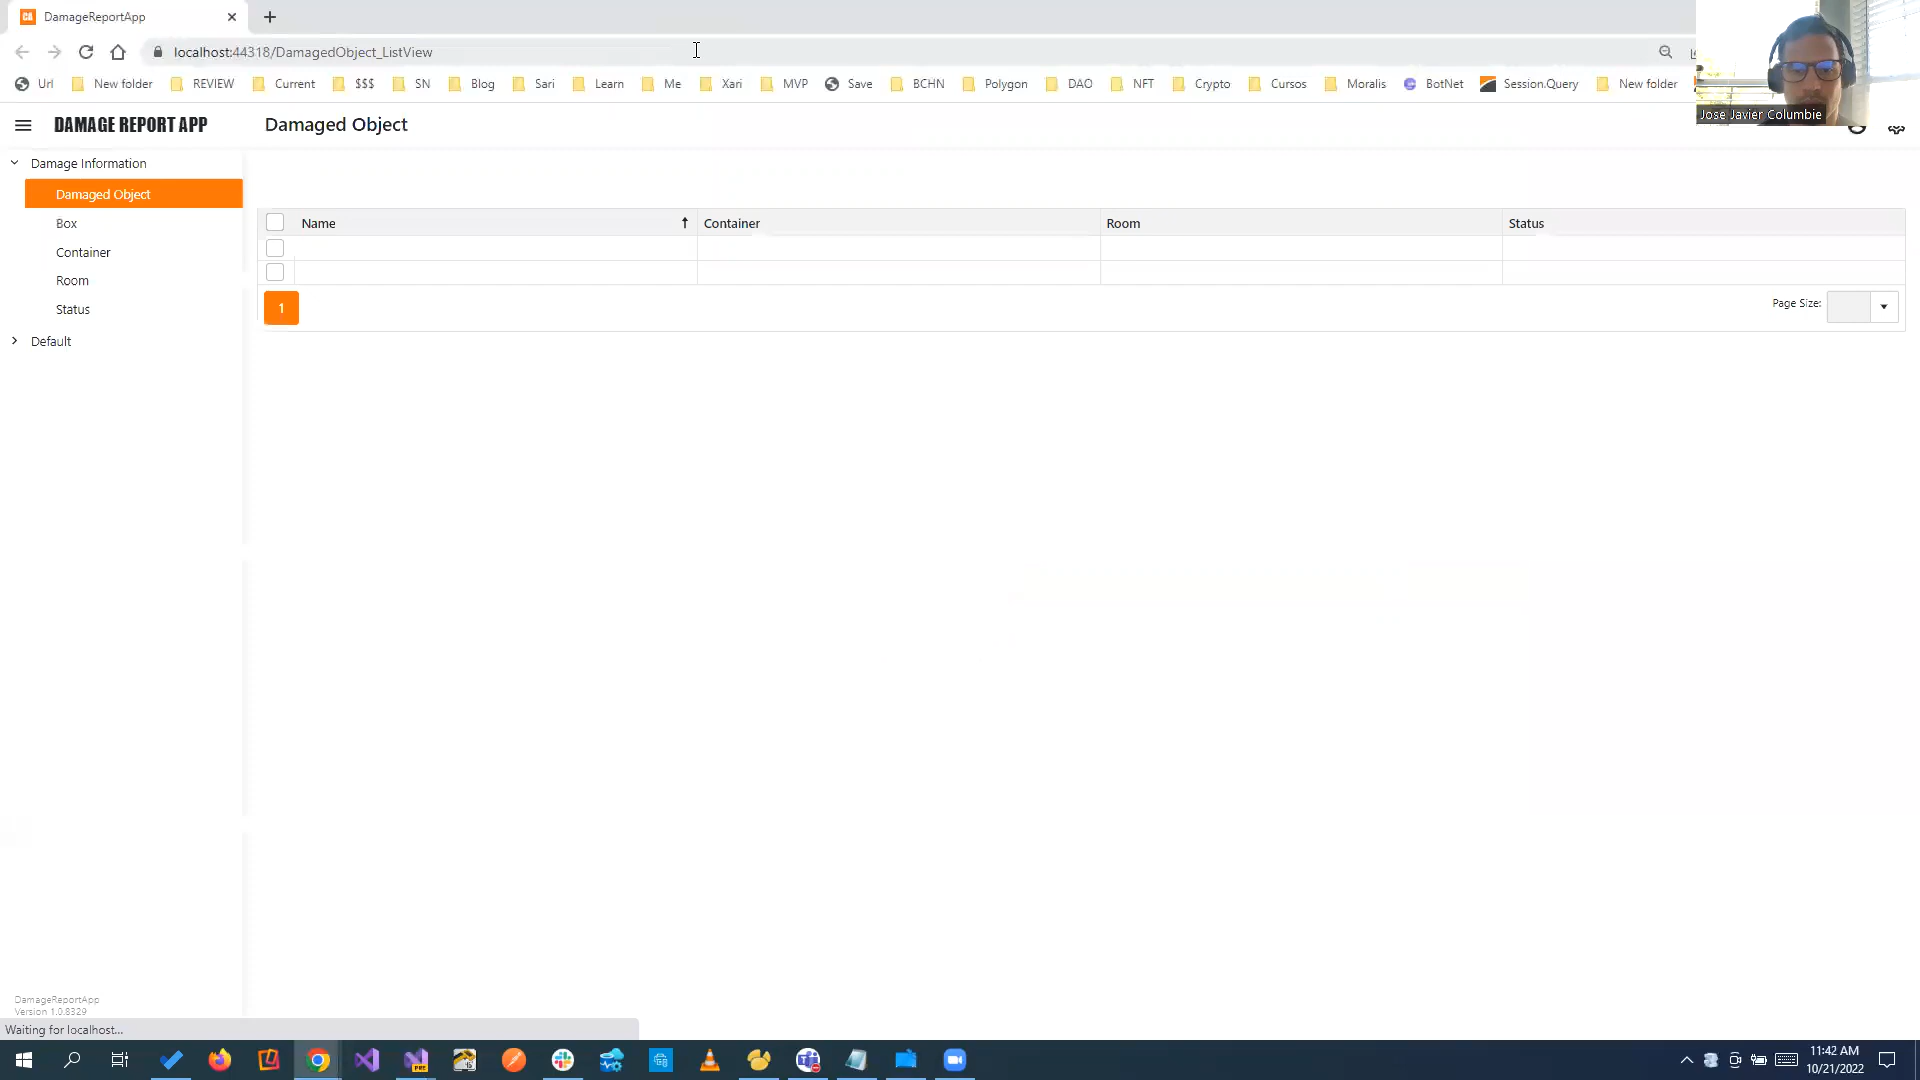 DamageReportApp
localhost:44318/DamagedObject_ListView
Url New folder REVIEW Current $$$ SN Blog Sari Learn Me Xari MVP Save BCHN Polygon DAO NFT Crypto Cursos Moralis BotNet Session.Query New folder
Jose Javier Columbie
DAMAGE REPORT APP Damaged Object
Damage Information
Damaged Object
Box
Container
Room
Status
Default
Name Container Room Status
1 Page Size:
DamageReportApp
Version 1.0.8329
Waiting for localhost...
11:42 AM
10/21/2022